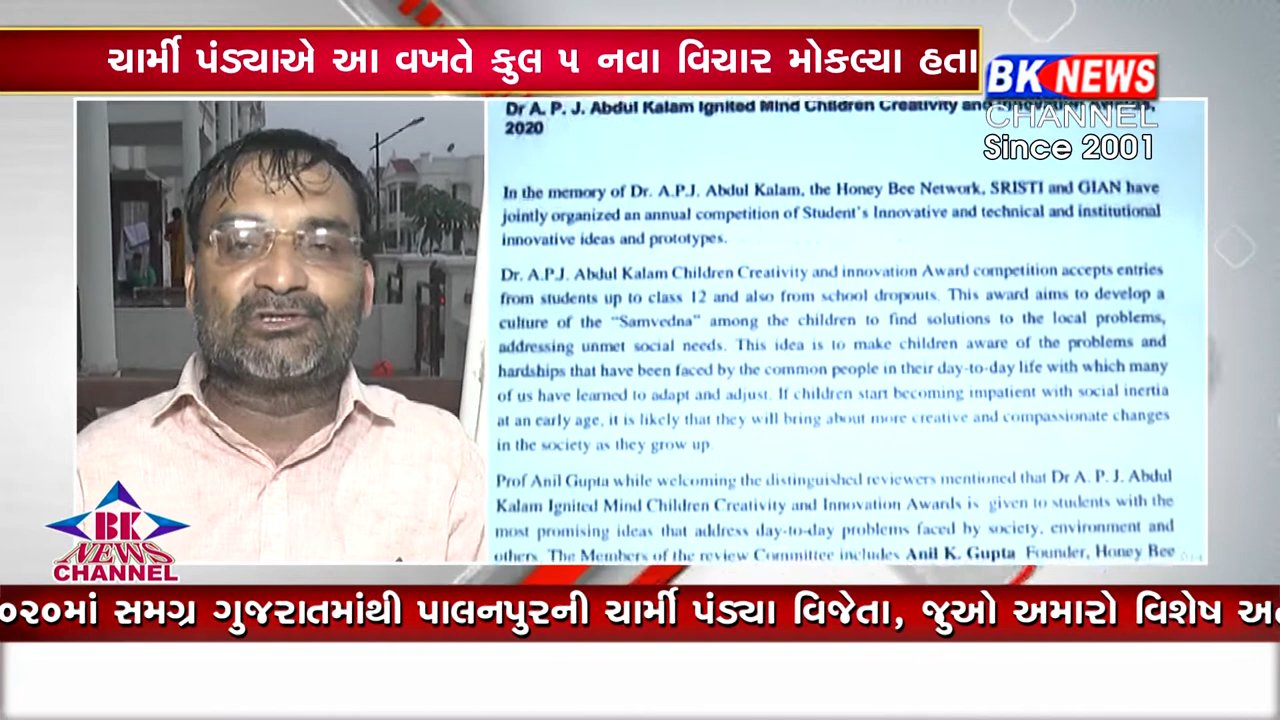 ચાર્મી પંડ્યાએ આ વખતે કુલ ૫ નવા વિચાર મોકલ્યા હતા
BK NEWS
CHANNEL
Since 2001
Dr A. P. J. Abdul Kalam Ignited Mind Children Creativity and Innovation
2020
In the memory of Dr. A.P.J. Abdul Kalam, the Honey Bee Network, SRISTI and GIAN have
jointly organized an annual competition of Student's Innovative and technical and institutional
innovative ideas and prototypes.
Dr. A.P.J. Abdul Kalam Children Creativity and innovation Award competition accepts entries
from students up to class 12 and also from school dropouts. This award aims to develop a
culture of the "Samvedna" among the children to find solutions to the local problems,
addressing unmet social needs. This idea is to make children aware of the problems and
hardships that have been faced by the common people in their day-to-day life with which many
of us have learned to adapt and adjust. If children start becoming impatient with social inertia
at an early age, it is likely that they will bring about more creative and compassionate changes
in the society as they grow up.
Prof Anil Gupta while welcoming the distinguished reviewers mentioned that Dr A. P. J. Abdul
Kalam Ignited Mind Children Creativity and Innovation Awards is given to students with the
most promising ideas that address day-to-day problems faced by society, environment and
others. The Members of the review Committee includes Anil K. Gupta Founder, Honey Bee
BK
NEWS
CHANNEL
૦૨૦માં સમગ્ર ગુજરાતમાંથી પાલનપુરની ચાર્મી પંડ્યા વિજેતા, જુઓ અમારો વિશેષ